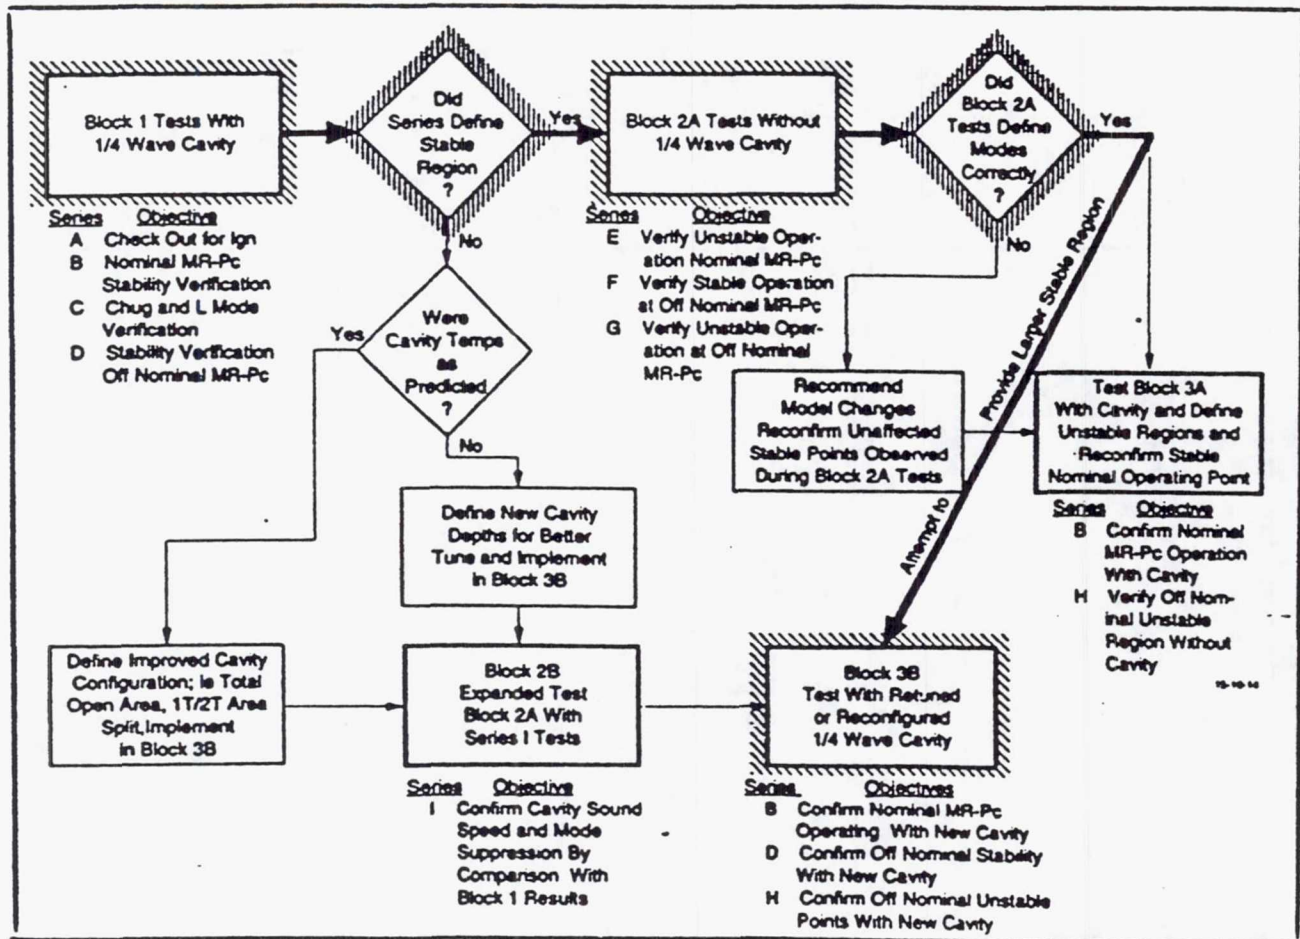 Block 1 Tests With
1/4 Wave Cavity
Did
Series Define
Stable
Region
?
Yes
No
Block 2A Tests Without
1/4 Wave Cavity
Did
Block 2A
Tests Define
Modes
Correctly
?
Yes
No
Series Objective
A Check Out for Ign
B Nominal MR-Pc
Stability Verification
C Chug and L Mode
Verification
D Stability Verification
Off Nominal MR-Pc
Series Objective
E Verify Unstable Oper-
ation Nominal MR-Pc
F Verify Stable Operation
at Off Nominal MR-Pc
G Verify Unstable Oper-
ation at Off Nominal
MR-Pc
Were
Cavity Temps
as
Predicted
?
Yes
No
Attempt to Provide Larger Stable Region
Recommend
Model Changes
Reconfirm Unaffected
Stable Points Observed
During Block 2A Tests
Test Block 3A
With Cavity and Define
Unstable Regions and
Reconfirm Stable
Nominal Operating Point
Series Objective
B Confirm Nominal
MR-Pc Operation
With Cavity
H Verify Off Nom-
inal Unstable
Region Without
Cavity
Define New Cavity
Depths for Better
Tune and Implement
in Block 3B
Define Improved Cavity
Configuration; ie Total
Open Area, 1T/2T Area
Split, Implement
in Block 3B
Block 2B
Expanded Test
Block 2A With
Series I Tests
Block 3B
Test With Retuned
or Reconfigured
1/4 Wave Cavity
Series Objective
I Confirm Cavity Sound
Speed and Mode
Suppression By
Comparison With
Block 1 Results
Series Objectives
B Confirm Nominal MR-Pc
Operating With New Cavity
D Confirm Off Nominal Stability
With New Cavity
H Confirm Off Nominal Unstable
Points With New Cavity